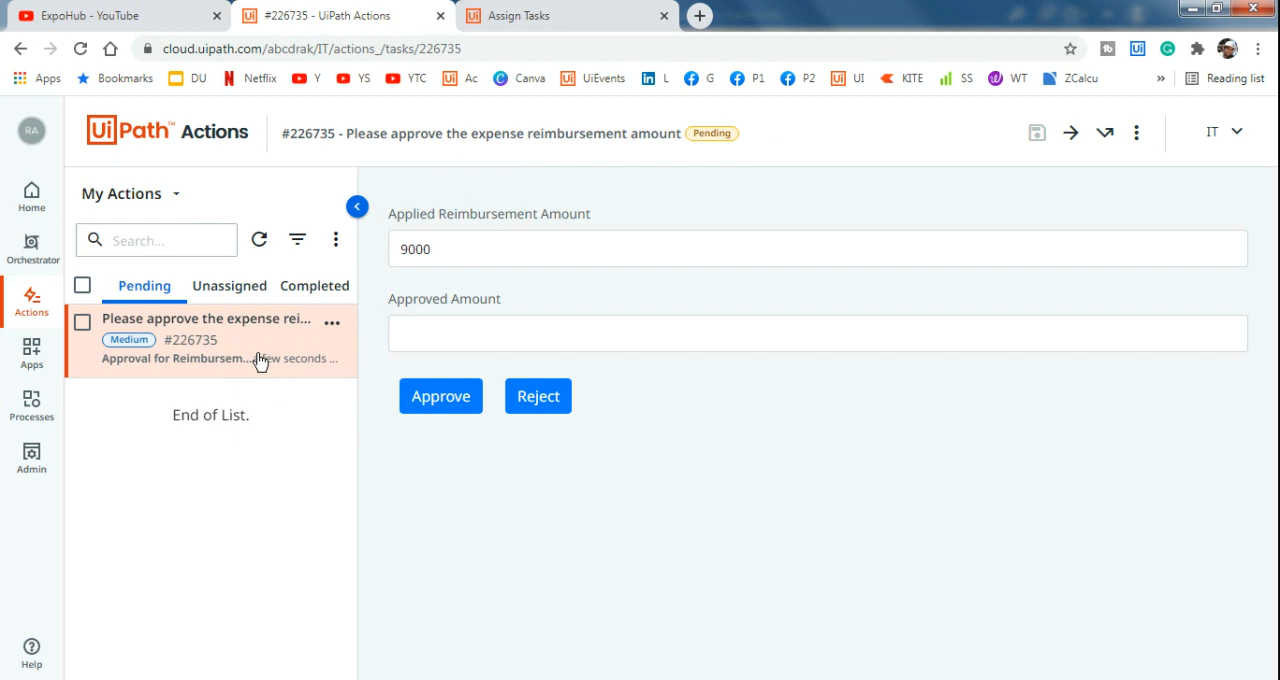 ExpoHub - YouTube
#226735 - UiPath Actions
Assign Tasks
cloud.uipath.com/abcdrak/IT/actions_/tasks/226735
Apps
Bookmarks
DU
Netflix
Y
YS
YTC
Ac
Canva
UiEvents
L
G
P1
P2
UI
KITE
SS
WT
ZCalcu
»
Reading list
RA
UiPath™ Actions
#226735 - Please approve the expense reimbursement amount
Pending
IT
Home
Orchestrator
Actions
Apps
Processes
Admin
Help
My Actions
Search...
Pending
Unassigned
Completed
Please approve the expense rei...
Medium #226735
Approval for Reimbursem... few seconds ...
End of List.
Applied Reimbursement Amount
9000
Approved Amount
Approve
Reject